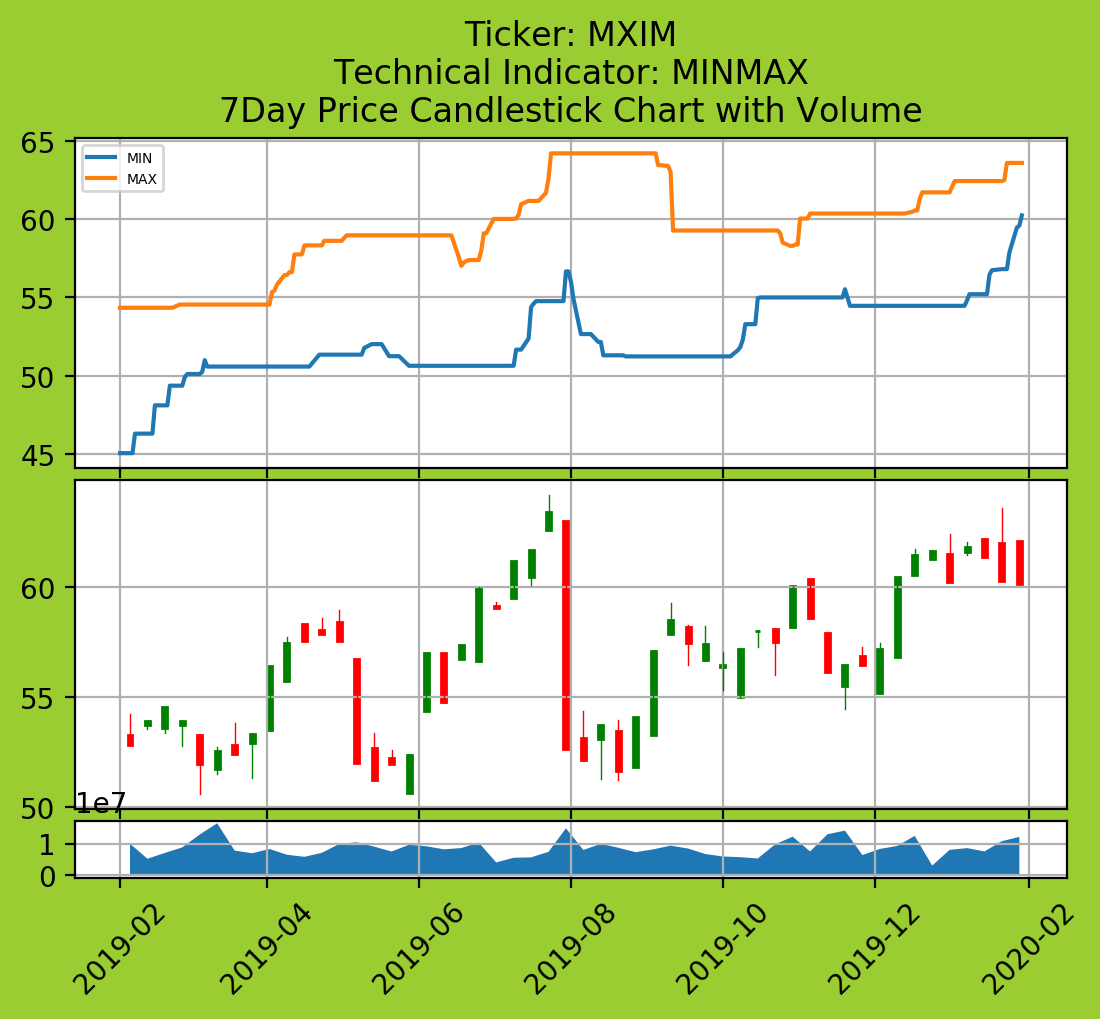 Ticker: MXIM
Technical Indicator: MINMAX
7Day Price Candlestick Chart with Volume
65
60
55
50
45
MIN
MAX
60
55
50
1e7
1
0
2019-02
2019-04
2019-06
2019-08
2019-10
2019-12
2020-02